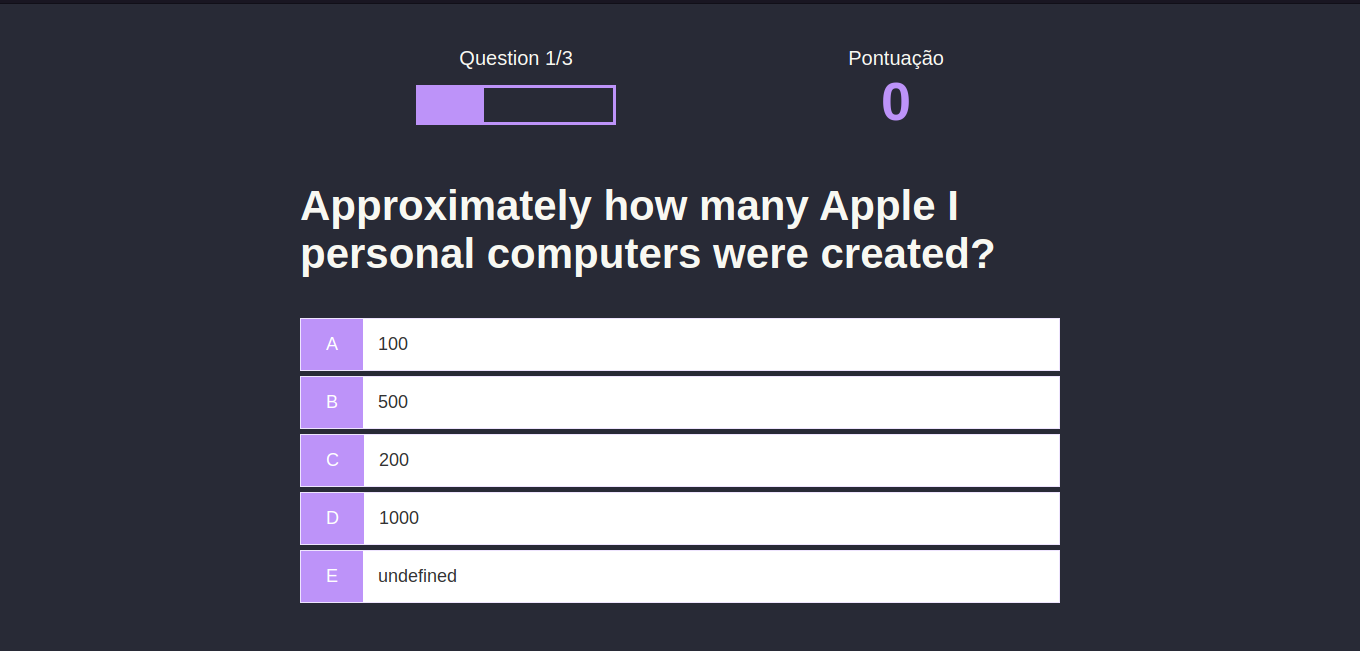 Question 1/3
Pontuação
0
Approximately how many Apple I
personal computers were created?
A 100
B 500
C 200
D 1000
E undefined